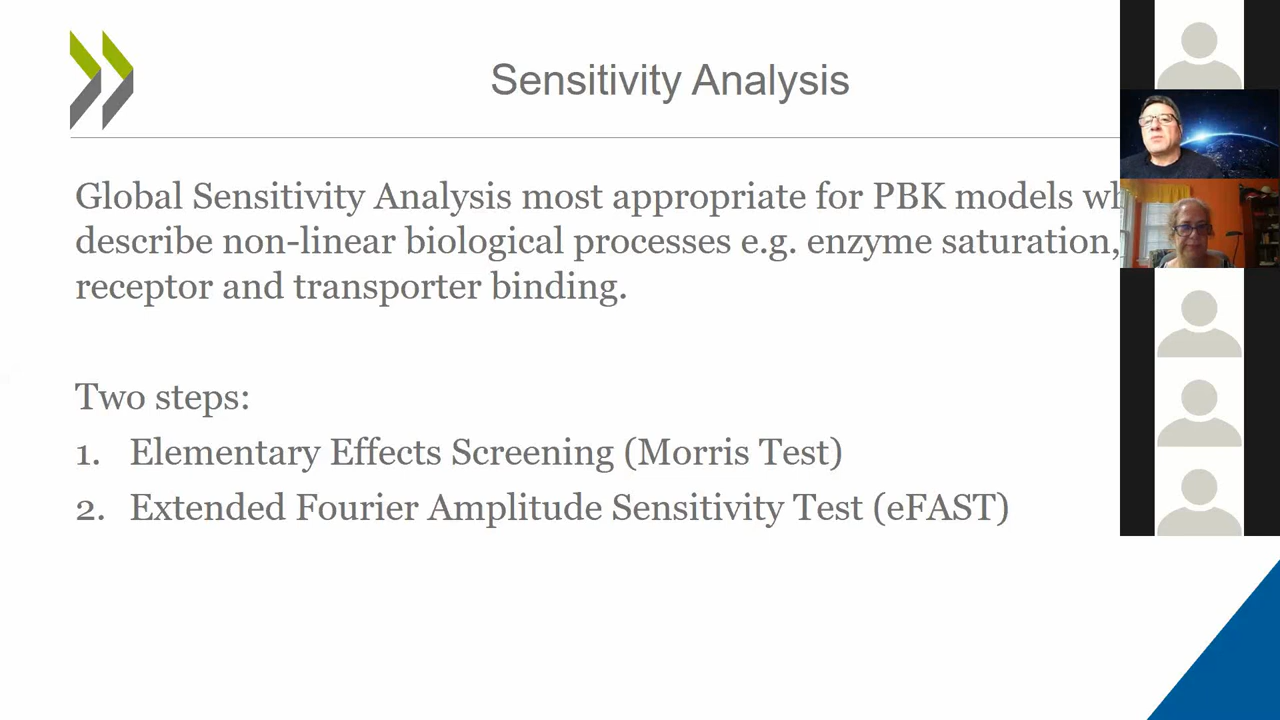 Sensitivity Analysis
Global Sensitivity Analysis most appropriate for PBK models
describe non-linear biological processes e.g. enzyme saturation,
receptor and transporter binding.
Two steps:
1. Elementary Effects Screening (Morris Test)
2. Extended Fourier Amplitude Sensitivity Test (eFAST)